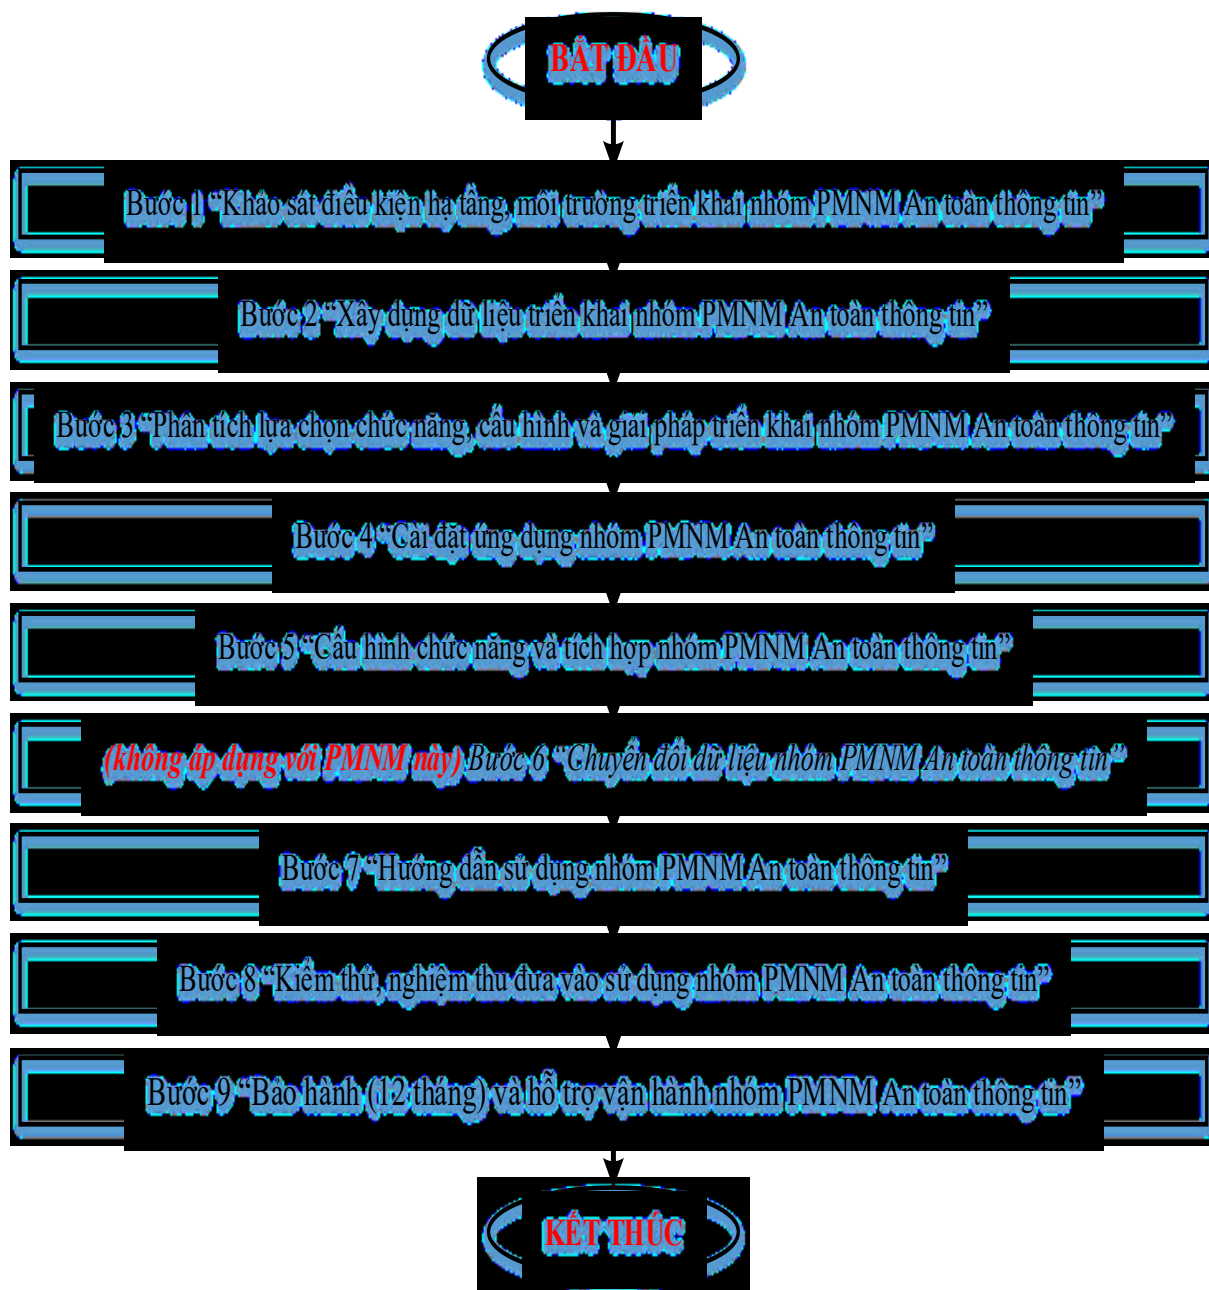 BẮT ĐẦU
Bước 1 “Khảo sát điều kiện hạ tầng, môi trường triển khai nhóm PMNM An toàn thông tin”
Bước 2 “Xây dựng dữ liệu triển khai nhóm PMNM An toàn thông tin”
Bước 3 “Phân tích lựa chọn chức năng, cấu hình và giải pháp triển khai nhóm PMNM An toàn thông tin”
Bước 4 “Cài đặt ứng dụng nhóm PMNM An toàn thông tin”
Bước 5 “Cấu hình chức năng và tích hợp nhóm PMNM An toàn thông tin”
(không áp dụng với PMNM này) Bước 6 “Chuyển đổi dữ liệu nhóm PMNM An toàn thông tin”
Bước 7 “Hướng dẫn sử dụng nhóm PMNM An toàn thông tin”
Bước 8 “Kiểm thử, nghiệm thu đưa vào sử dụng nhóm PMNM An toàn thông tin”
Bước 9 “Bảo hành (12 tháng) và hỗ trợ vận hành nhóm PMNM An toàn thông tin”
KẾT THÚC